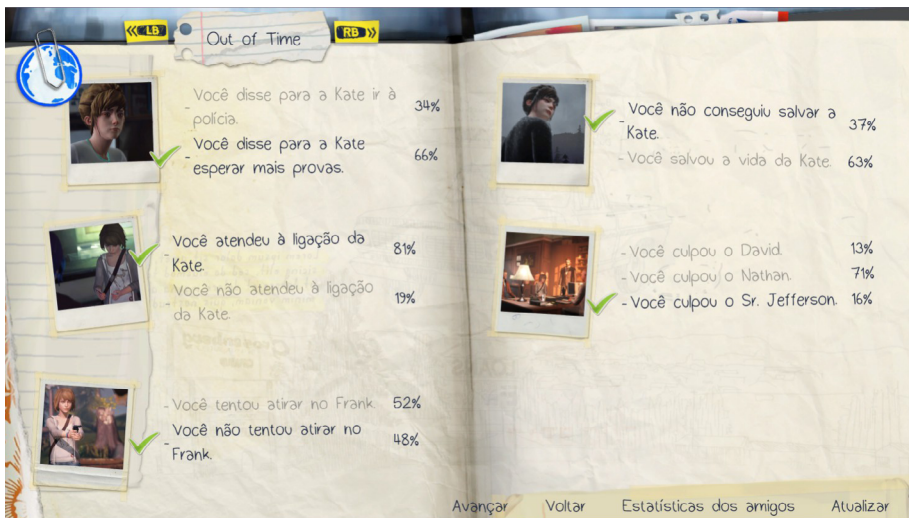 LB
Out of Time
RB
- Você disse para a Kate ir à
polícia.
34%
- Você disse para a Kate
esperar mais provas.
66%
- Você atendeu à ligação da
Kate.
81%
- Você não atendeu à ligação
da Kate.
19%
- Você tentou atirar no Frank.
52%
- Você não tentou atirar no
Frank.
48%
- Você não conseguiu salvar a
Kate.
37%
- Você salvou a vida da Kate.
63%
- Você culpou o David.
13%
- Você culpou o Nathan.
71%
- Você culpou o Sr. Jefferson.
16%
Avançar
Voltar
Estatísticas dos amigos
Atualizar